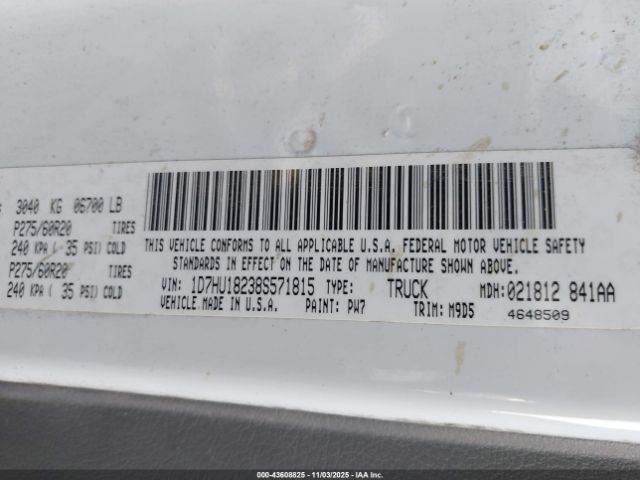 3040 KG 06700 LB
P275/60R20 TIRES
240 KPA ( 35 PSI) COLD
P275/60R20 TIRES
240 KPA ( 35 PSI) COLD
THIS VEHICLE CONFORMS TO ALL APPLICABLE U.S.A. FEDERAL MOTOR VEHICLE SAFETY
STANDARDS IN EFFECT ON THE DATE OF MANUFACTURE SHOWN ABOVE.
VIN: 1D7HU18238S571815 TYPE: TRUCK MDH: 021812 841AA
VEHICLE MADE IN U.S.A. PAINT: PW7 TRIM: M9D5 4648509
000-43608825 - 11/03/2025 - IAA Inc.